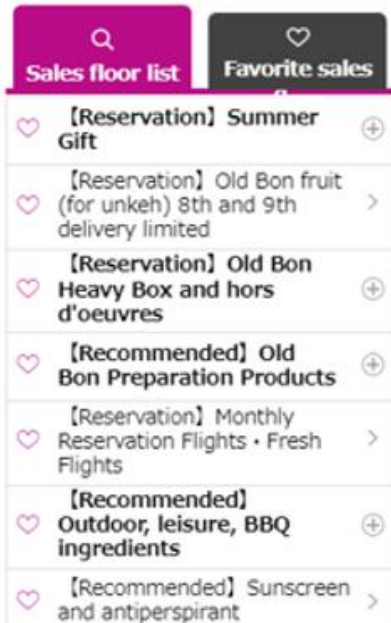 Sales floor list
Favorite sales
【Reservation】Summer
Gift
【Reservation】Old Bon fruit
(for unkeh) 8th and 9th
delivery limited
【Reservation】Old Bon
Heavy Box and hors
d'oeuvres
【Recommended】Old
Bon Preparation Products
【Reservation】Monthly
Reservation Flights・Fresh
Flights
【Recommended】
Outdoor, leisure, BBQ
ingredients
【Recommended】Sunscreen
and antiperspirant